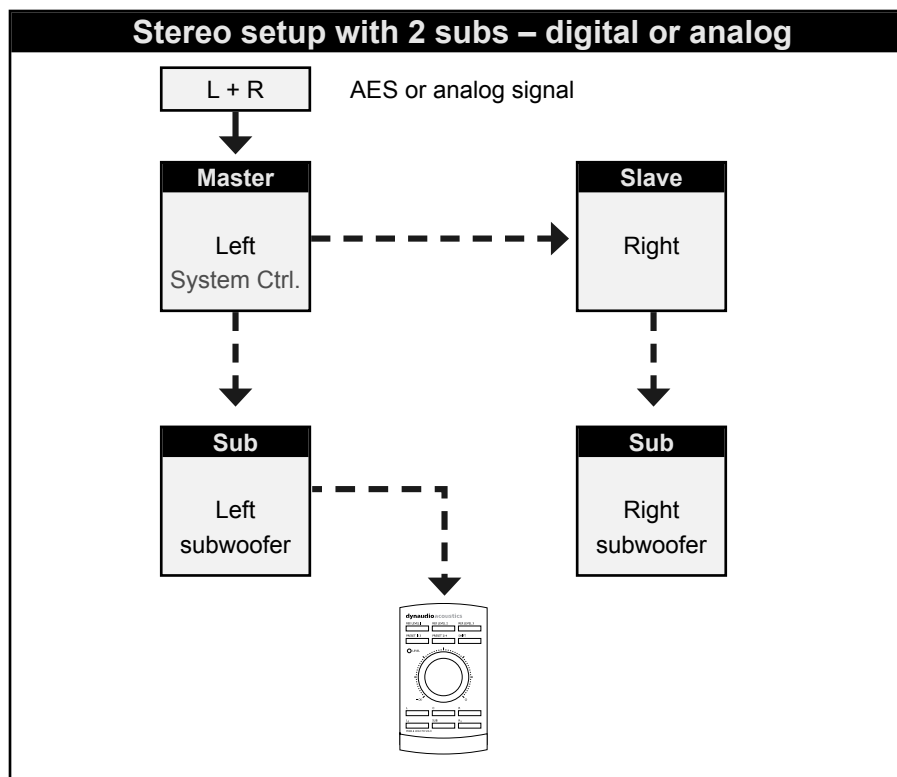 Stereo setup with 2 subs – digital or analog
L + R
AES or analog signal
Master
Slave
Left
System Ctrl.
Right
Sub
Sub
Left
subwoofer
Right
subwoofer
dynaudioacoustics